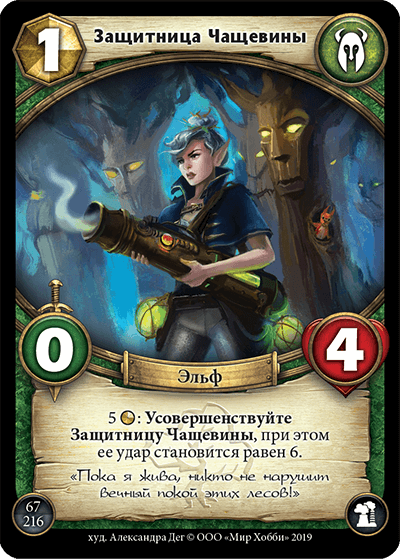 1
Защитница Чащевины
0
4
Эльф
5 : Усовершенствуйте
Защитницу Чащевины, при этом
ее удар становится равен 6.
«Пока я жива, никто не нарушит
вечный покой этих лесов!»
67
216
худ. Александра Дег © ООО «Мир Хобби» 2019